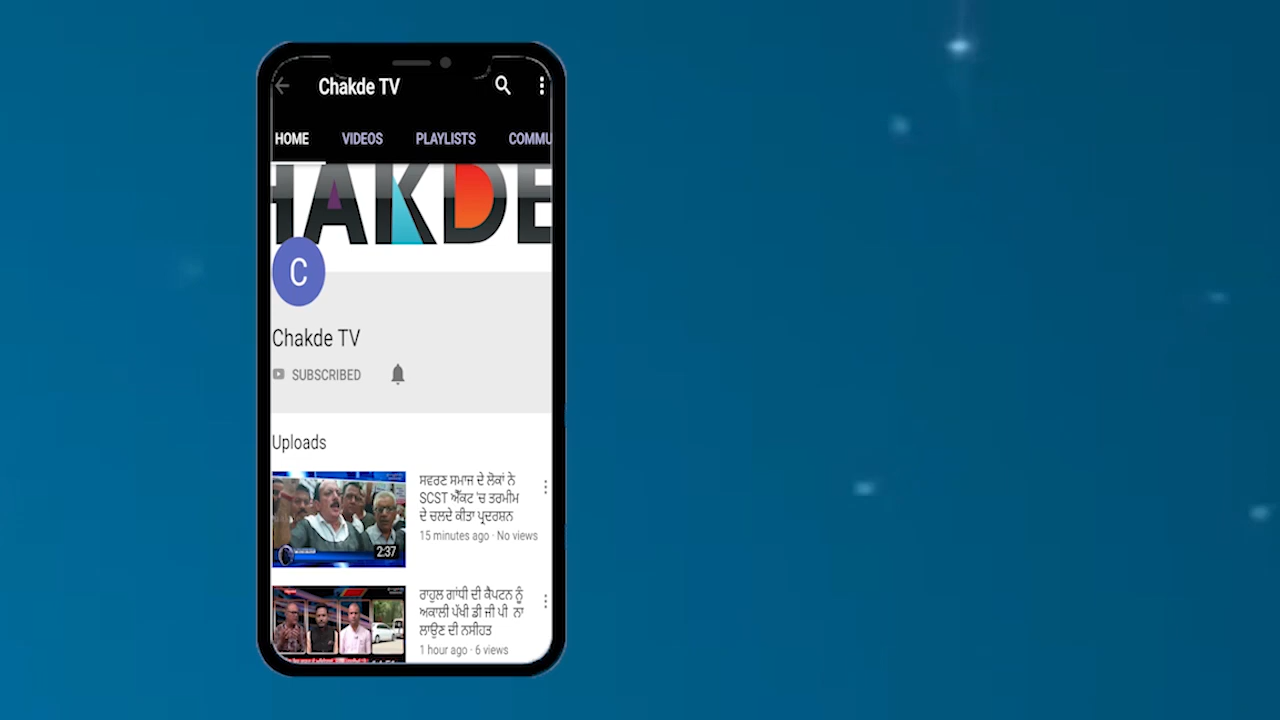 Chakde TV
HOME VIDEOS PLAYLISTS COMMU
HAKDE
C
Chakde TV
SUBSCRIBED
Uploads
ਸਵਰਣ ਸਮਾਜ ਦੇ ਲੋਕਾਂ ਨੇ
SCST ਐੱਕਟ 'ਚ ਤਰਮੀਮ
ਦੇ ਚਲਦੇ ਕੀਤਾ ਪ੍ਰਦਰਸ਼ਨ
15 minutes ago · No views
2:37
ਰਾਹੁਲ ਗਾਂਧੀ ਦੀ ਕੈਪਟਨ ਨੂੰ
ਅਕਾਲੀ ਪੱਖੀ ਡੀ ਜੀ ਪੀ ਨਾ
ਲਾਉਣ ਦੀ ਨਸੀਹਤ
1 hour ago · 6 views